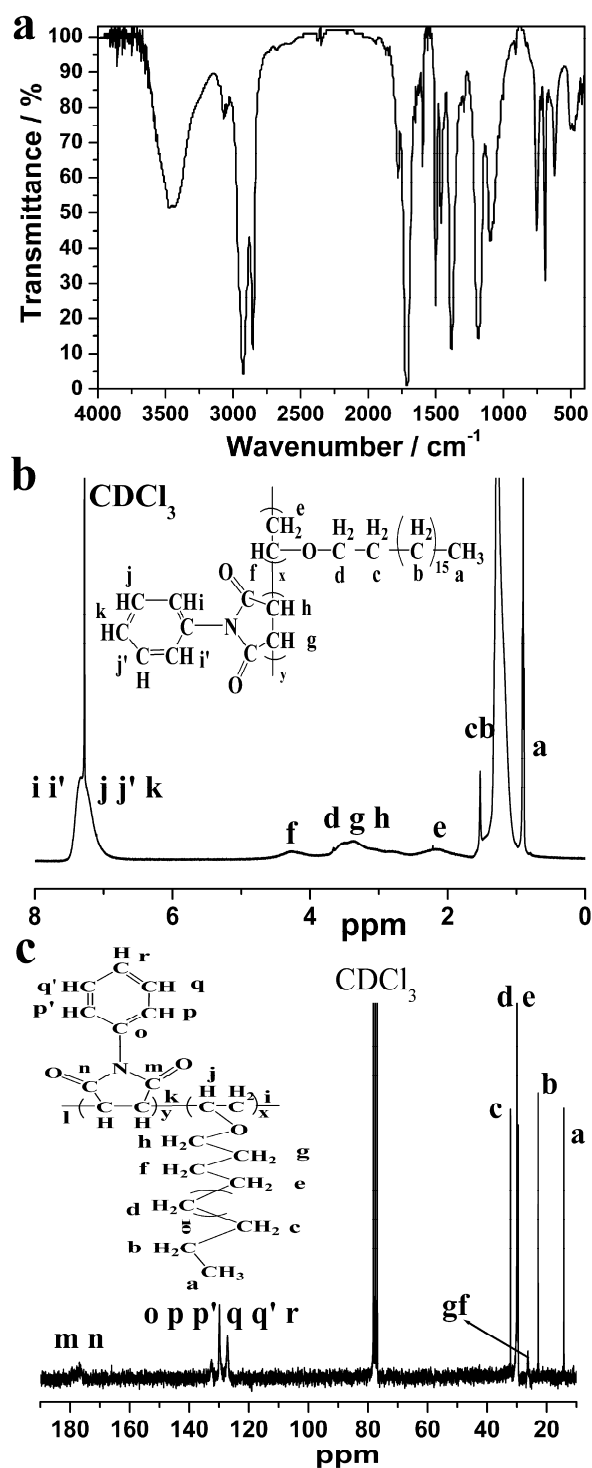 a
Transmittance / %
100
90
80
70
60
50
40
30
20
10
0
4000 3500 3000 2500 2000 1500 1000 500
Wavenumber / cm-1
b
CDCl3
e
CH2 H2 H2 H2
HC O C C C CH3
f x d c b 15 a
O
j
HC CHi C CH h
k
HC C N
CH g
j' C CH i' C
H O y
cb
a
i i' j j' k
f
d g h
e
8 6 4 2 0
ppm
c
H r
C
q' HC CH q
p' HC CH p
C o
N
n m
O C C O
k j
H H2 i
C C C C
l H H y x
O
h H2C
CH2 g
f H2C
CH2 e
d H2C
10
CH2 c
b H2C
CH3
a
CDCl3
d e
b
c
a
o p p' q q' r
m n
gf
180 160 140 120 100 80 60 40 20
ppm